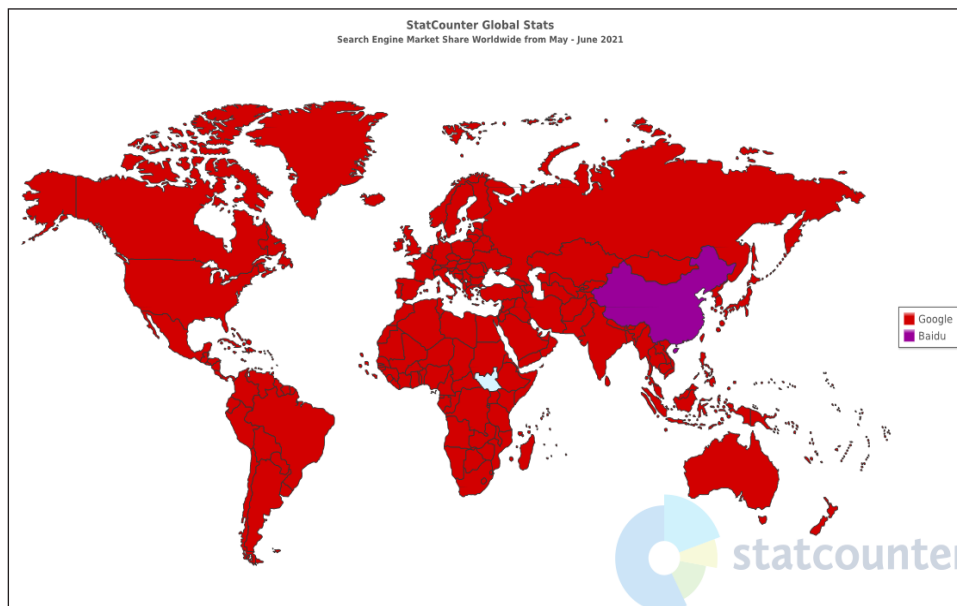 StatCounter Global Stats
Search Engine Market Share Worldwide from May - June 2021
Google
Baidu
statcounter